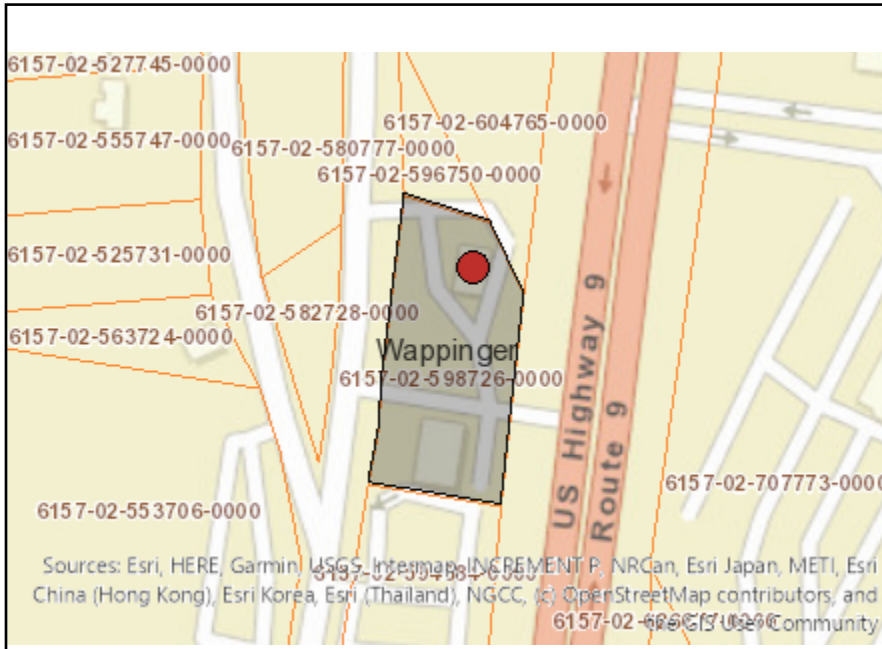 6157-02-527745-0000
6157-02-604765-0000
6157-02-555747-0000
6157-02-580777-0000
6157-02-596750-0000
6157-02-525731-0000
6157-02-582728-0000
6157-02-563724-0000
Wappinger
6157-02-598726-0000
US Highway 9
Route 9
6157-02-707773-0000
6157-02-553706-0000
Sources: Esri, HERE, Garmin, USGS, Intermap, INCREMENT P, NRCan, Esri Japan, METI, Esri
China (Hong Kong), Esri Korea, Esri (Thailand), NGCC, (c) OpenStreetMap contributors, and
the GIS User Community